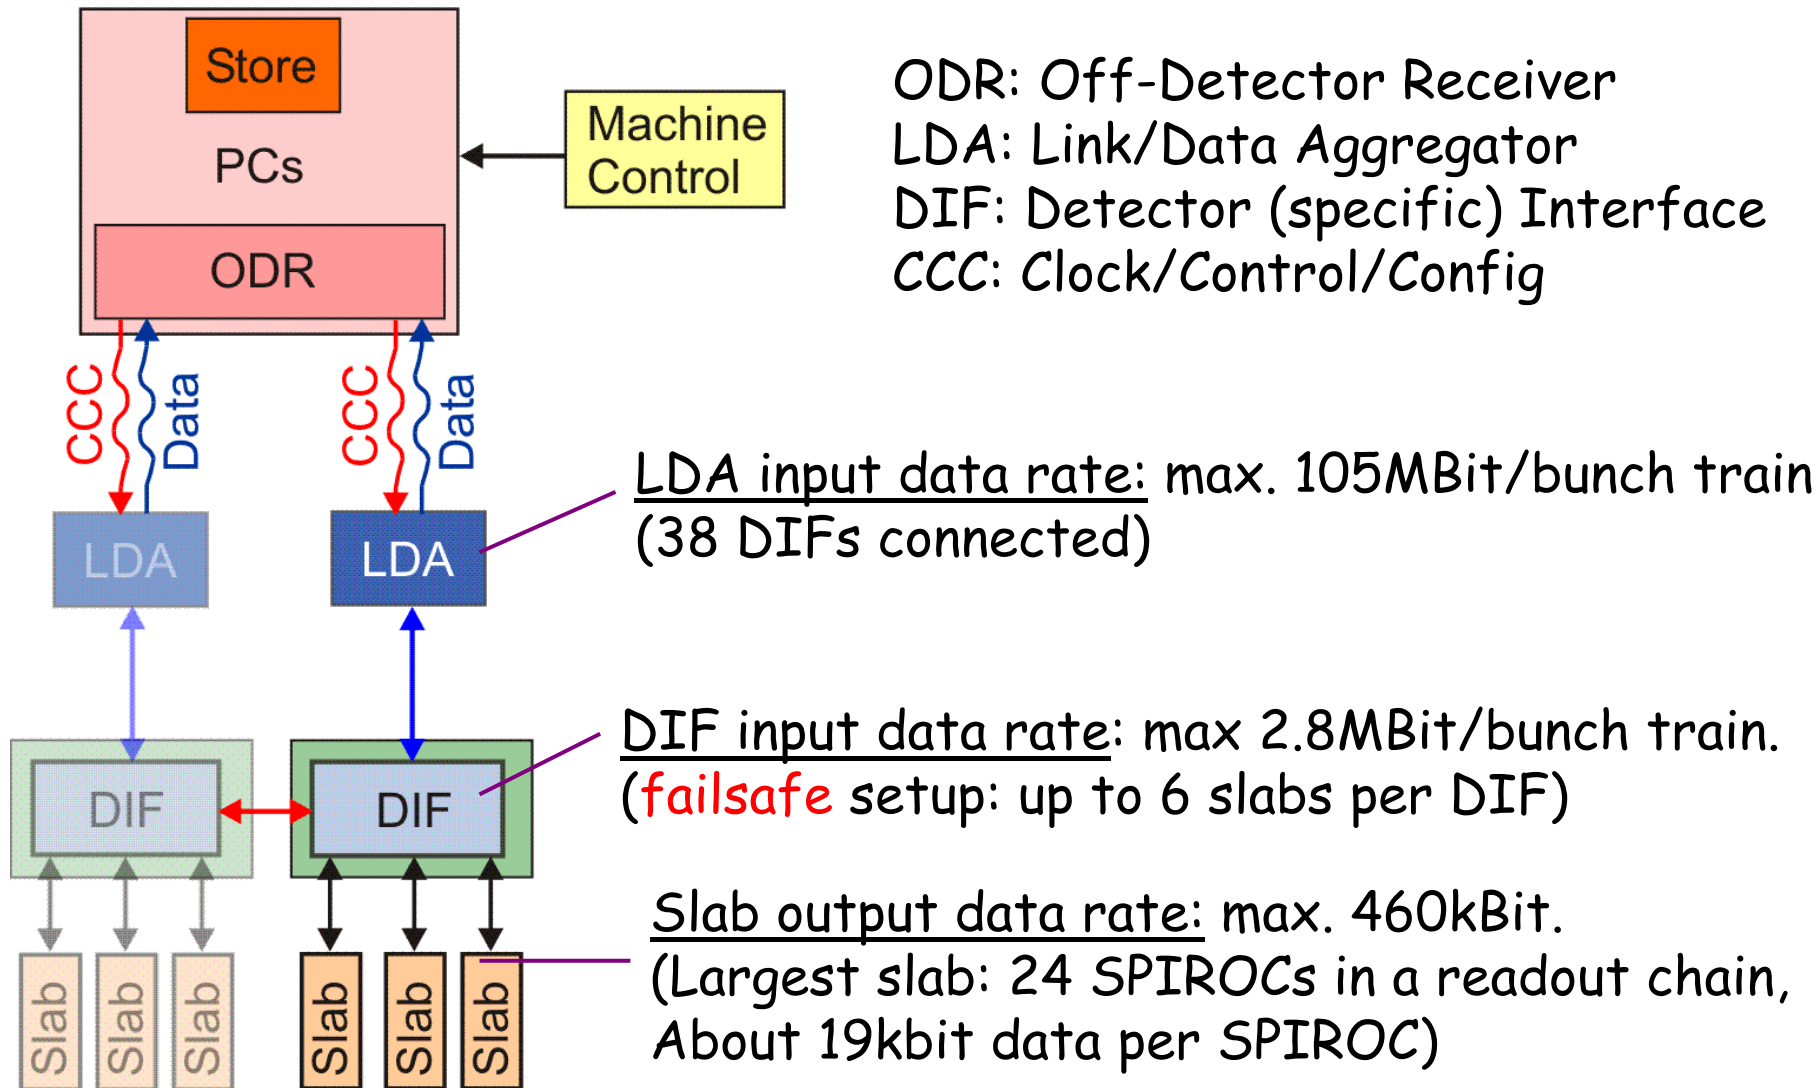 Store
PCs
ODR
Machine
Control
ODR: Off-Detector Receiver
LDA: Link/Data Aggregator
DIF: Detector (specific) Interface
CCC: Clock/Control/Config
CCC
Data
CCC
Data
LDA
LDA
LDA input data rate: max. 105MBit/bunch train
(38 DIFs connected)
DIF
DIF
DIF input data rate: max 2.8MBit/bunch train.
(failsafe setup: up to 6 slabs per DIF)
Slab
Slab
Slab
Slab
Slab
Slab
Slab output data rate: max. 460kBit.
(Largest slab: 24 SPIROCs in a readout chain,
About 19kbit data per SPIROC)